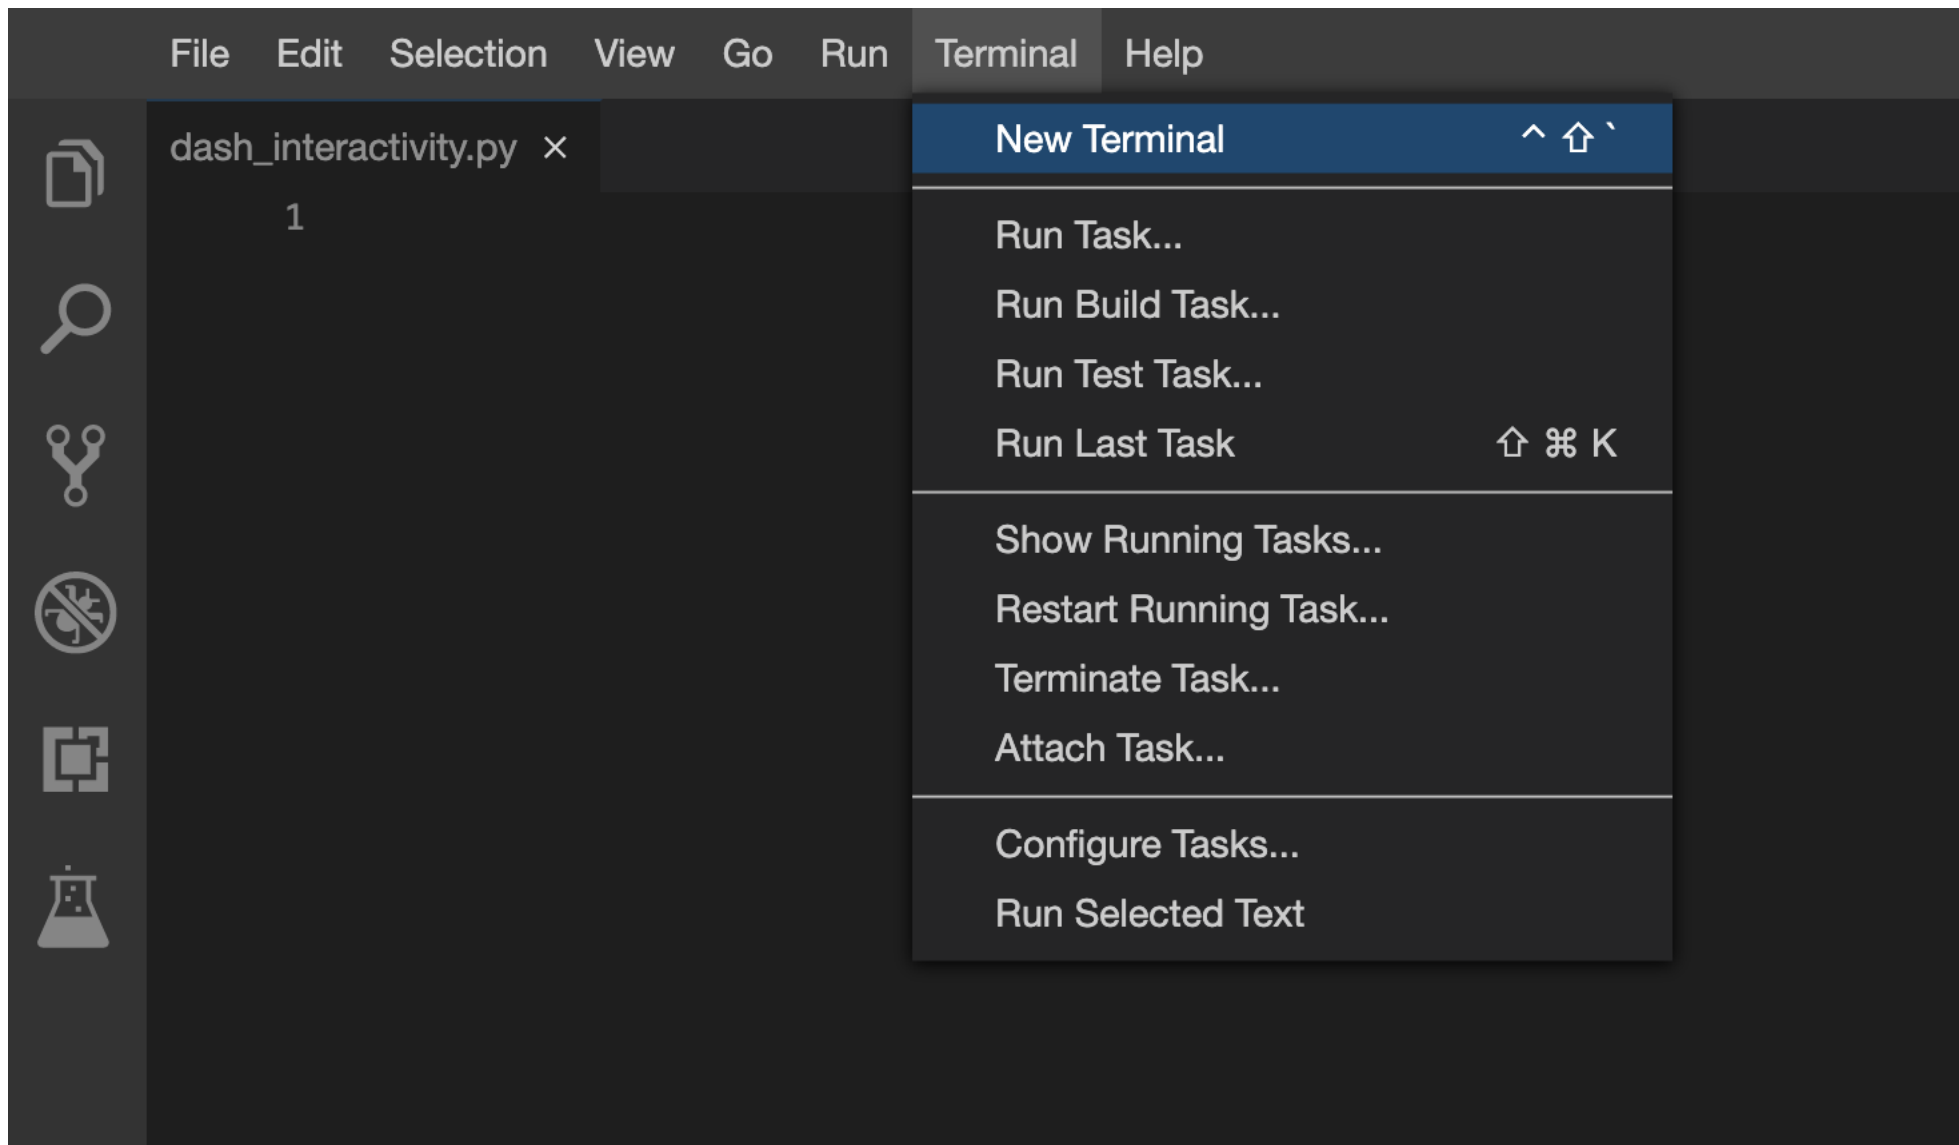 File Edit Selection View Go Run Terminal Help
dash_interactivity.py ×
1
New Terminal ^ ⇧ `
Run Task...
Run Build Task...
Run Test Task...
Run Last Task ⇧ ⌘ K
Show Running Tasks...
Restart Running Task...
Terminate Task...
Attach Task...
Configure Tasks...
Run Selected Text